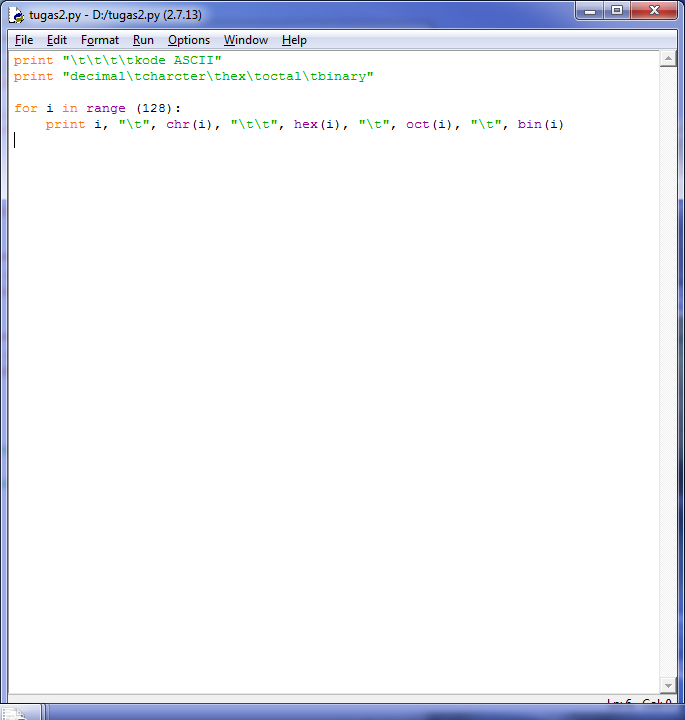 tugas2.py - D:/tugas2.py (2.7.13)
File Edit Format Run Options Window Help
print "\t\t\t\tkode ASCII"
print "decimal\tcharcter\thex\toctal\tbinary"
for i in range (128):
    print i, "\t", chr(i), "\t\t", hex(i), "\t", oct(i), "\t", bin(i)
Ln: 6 Col: 0